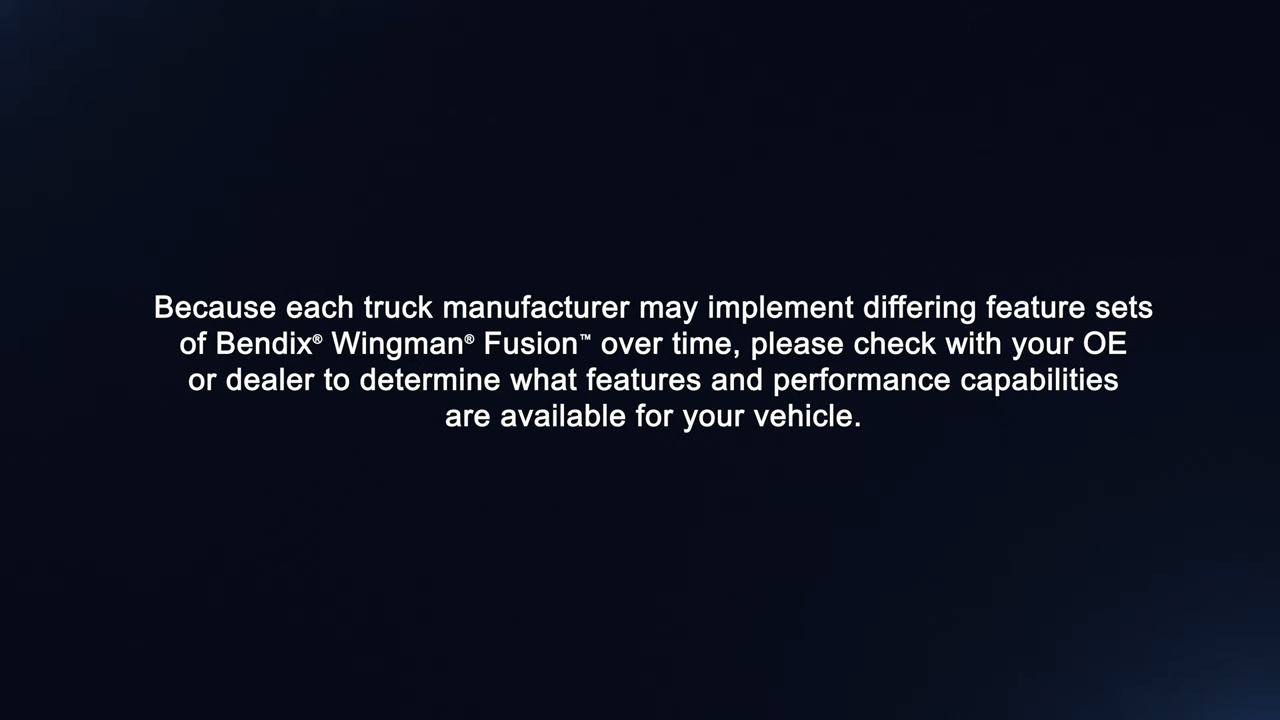 Because each truck manufacturer may implement differing feature sets
of Bendix® Wingman® Fusion™ over time, please check with your OE
or dealer to determine what features and performance capabilities
are available for your vehicle.